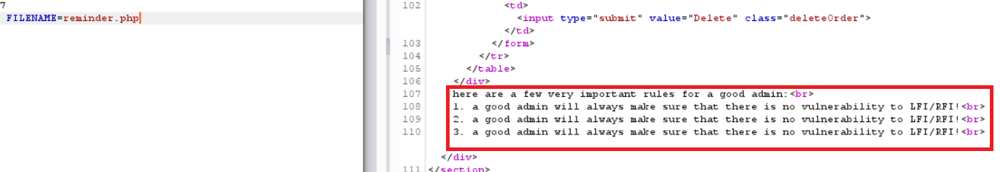 7
FILENAME=reminder.php
102 <td>
<input type="submit" value="Delete" class="deleteOrder">
</td>
103 </form>
104 </tr>
105 </table>
106 </div>
107 here are a few very important rules for a good admin:<br>
108 1. a good admin will always make sure that there is no vulnerability to LFI/RFI!<br>
109 2. a good admin will always make sure that there is no vulnerability to LFI/RFI!<br>
110 3. a good admin will always make sure that there is no vulnerability to LFI/RFI!<br>
</div>
111 </section>